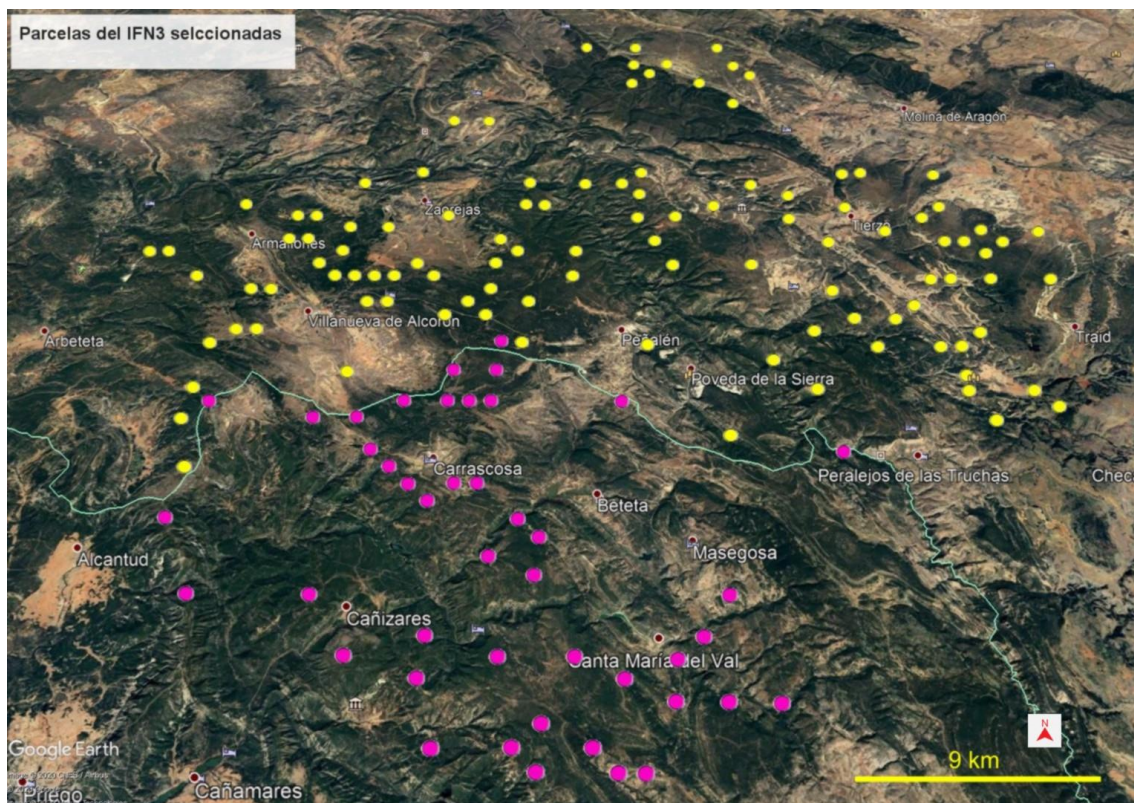 Parcelas del IFN3 selccionadas
Molina de Aragón
Zaorejas
Tierzo
Armallones
Villanueva de Alcorón
Arbeteta
Peñalén
Traid
Poveda de la Sierra
Carrascosa
Peralejos de las Truchas
Checa
Beteta
Alcantud
Masegosa
Cañizares
Santa María del Val
N
Google Earth
9 km
Cañamares
Priego